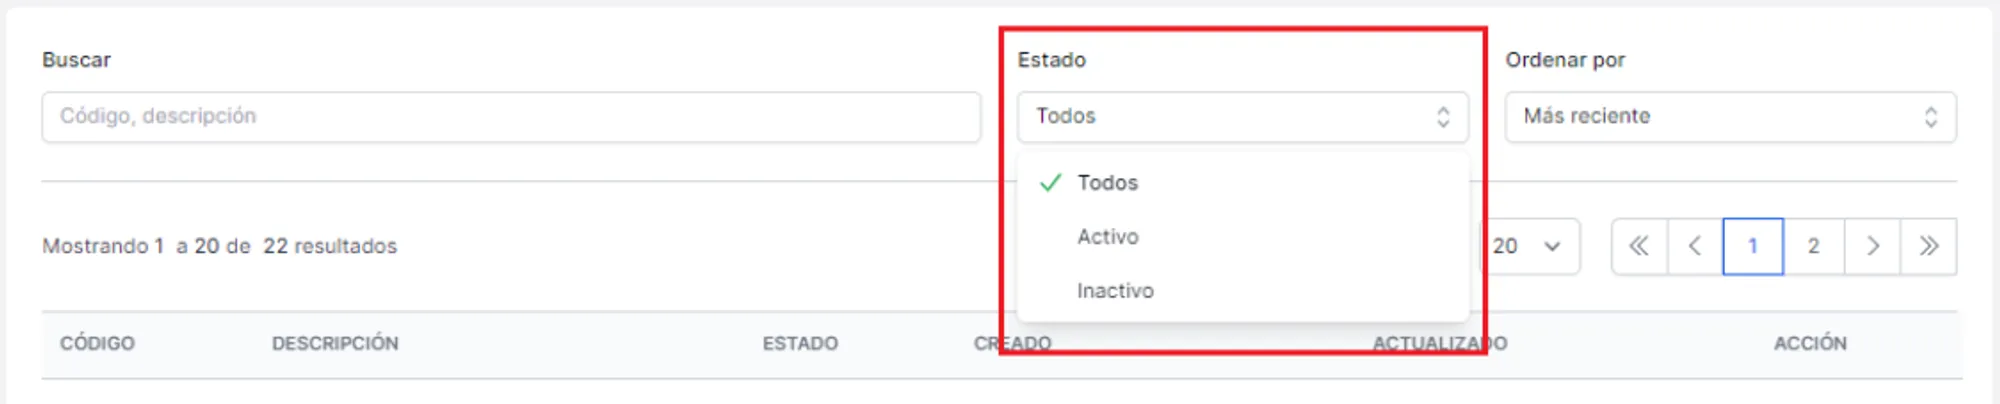 Buscar
Estado
Ordenar por
Código, descripción
Todos
Más reciente
Todos
Activo
Inactivo
Mostrando 1 a 20 de 22 resultados
20
1
2
CÓDIGO
DESCRIPCIÓN
ESTADO
CREADO
ACTUALIZADO
ACCIÓN